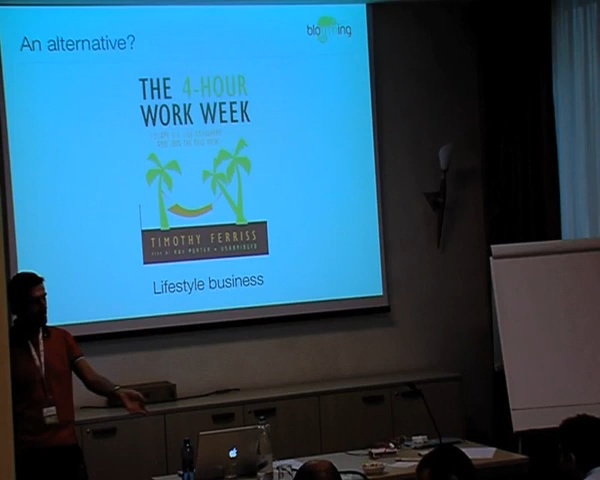 An alternative?
THE 4-HOUR
WORK WEEK
TIMOTHY FERRISS
Lifestyle business